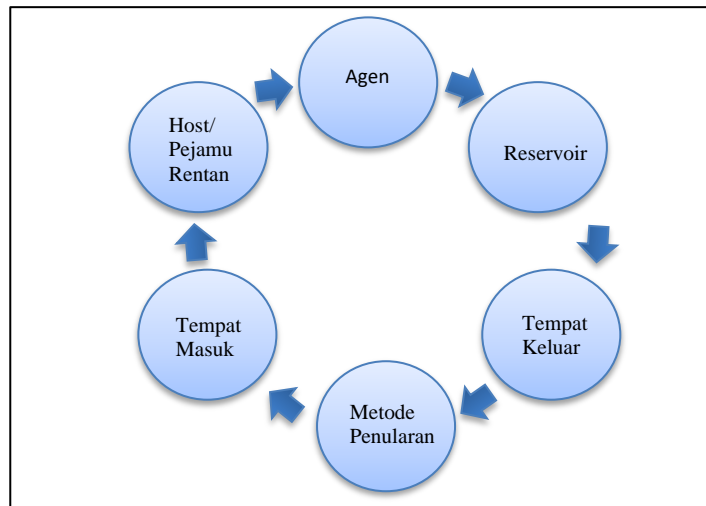 Agen
Reservoir
Tempat
Keluar
Metode
Penularan
Tempat
Masuk
Host/
Pejamu
Rentan